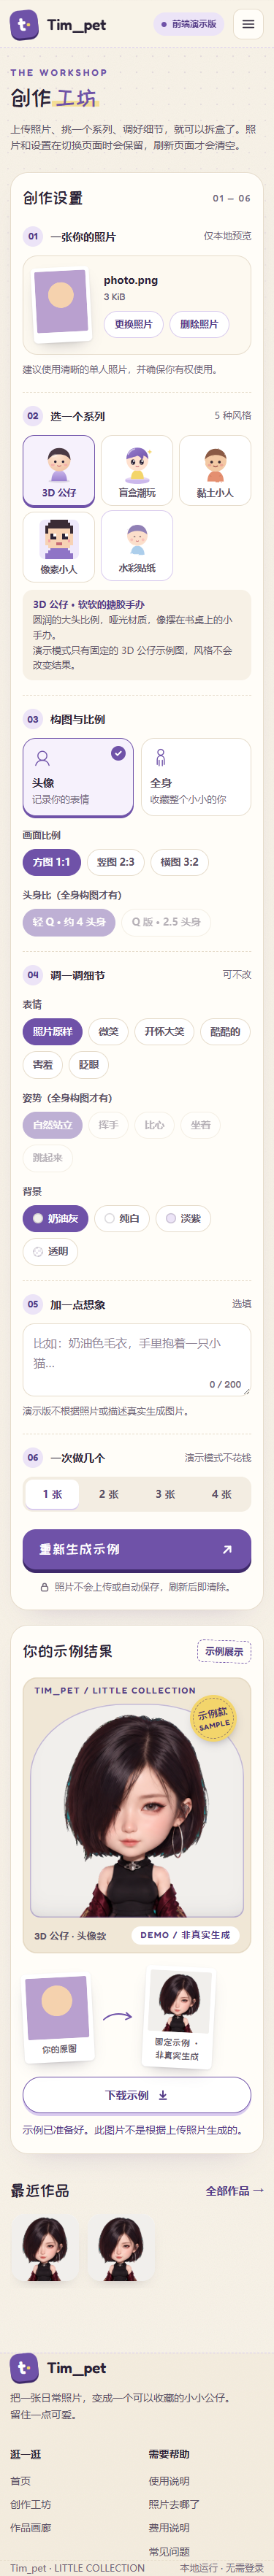 Tim__pet
前端演示版
THE WORKSHOP
创作工坊
上传照片、挑一个系列、调好细节，就可以拆盒了。照
片和设置在切换页面时会保留，刷新页面才会清空。
创作设置
01 — 06
01 一张你的照片
仅本地预览
photo.png
3 KiB
更换照片
删除照片
建议使用清晰的单人照片，并确保你有权使用。
02 选一个系列
5 种风格
3D 公仔
盲盒潮玩
黏土小人
像素小人
水彩贴纸
3D 公仔 • 软软的搪胶手办
圆润的大头比例，哑光材质，像摆在书桌上的小
手办。
演示模式只有固定的 3D 公仔示例图，风格不会
改变结果。
03 构图与比例
头像
记录你的表情
全身
收藏整个小小的你
画面比例
方图 1:1
竖图 2:3
横图 3:2
头身比（全身构图才有）
轻 Q • 约 4 头身
Q 版 • 2.5 头身
04 调一调细节
可不改
表情
照片原样
微笑
开怀大笑
酷酷的
害羞
眨眼
姿势（全身构图才有）
自然站立
挥手
比心
坐着
跳起来
背景
奶油灰
纯白
淡紫
透明
05 加一点想象
选填
比如：奶油色毛衣，手里抱着一只小
猫…
0 / 200
演示版不根据照片或描述真实生成图片。
06 一次做几个
演示模式不花钱
1 张
2 张
3 张
4 张
重新生成示例
照片不会上传或自动保存，刷新后即清除。
你的示例结果
示例展示
TIM__PET / LITTLE COLLECTION
示例款
SAMPLE
3D 公仔 · 头像款
DEMO / 非真实生成
你的原图
固定示例 ·
非真实生成
下载示例
示例已准备好。此图片不是根据上传照片生成的。
最近作品
全部作品 →
Tim__pet
把一张日常照片，变成一个可以收藏的小小公仔。
留住一点可爱。
逛一逛
需要帮助
首页
使用说明
创作工坊
照片去哪了
作品画廊
费用说明
常见问题
Tim_pet · LITTLE COLLECTION
本地运行 · 无需登录